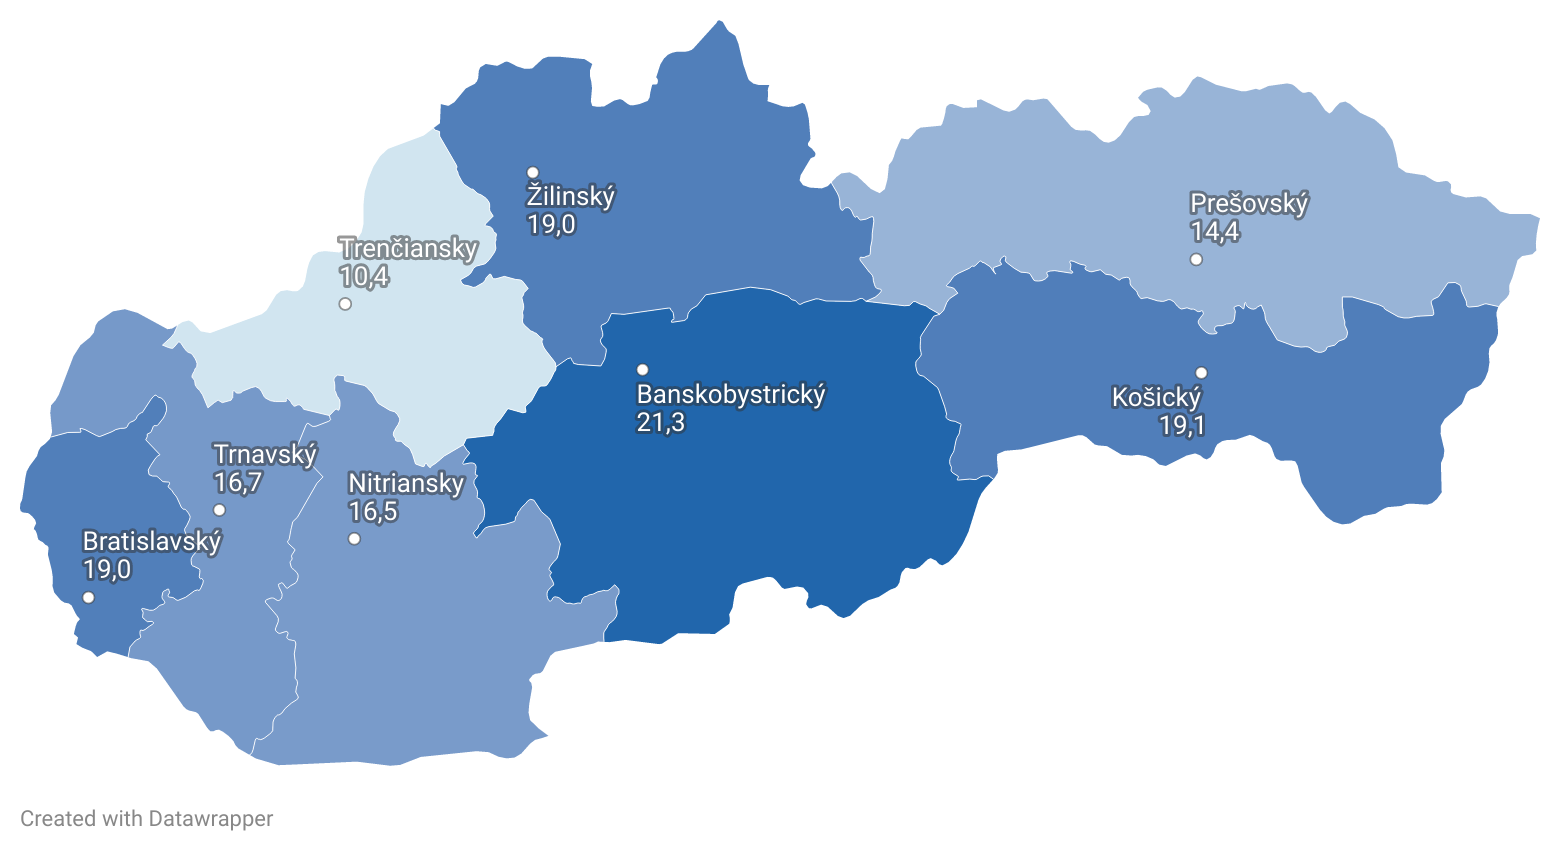 Žilinský
19,0
Prešovský
14,4
Trenčiansky
10,4
Banskobystrický
21,3
Košický
19,1
Trnavský
16,7
Nitriansky
16,5
Bratislavský
19,0
Created with Datawrapper